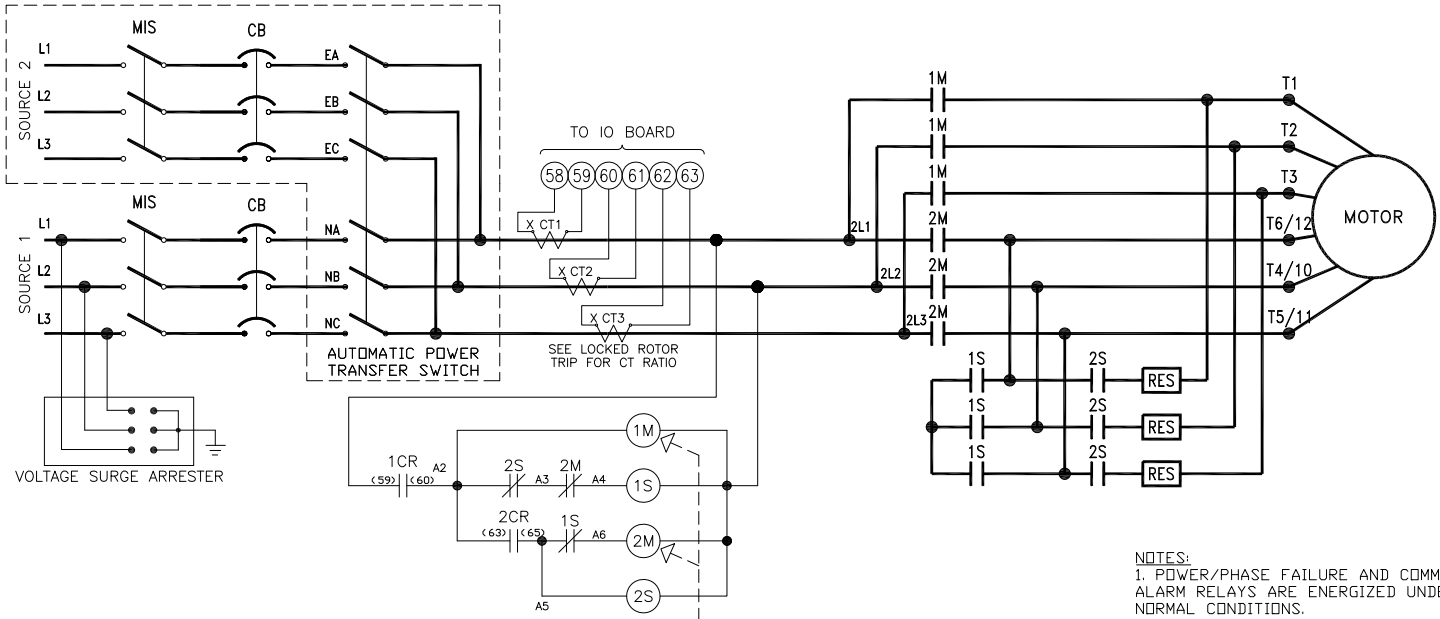 MIS
CB
SOURCE 2
L1
EA
L2
EB
L3
EC
TO IO BOARD
58 59 60 61 62 63
X CT1
X CT2
X CT3
SEE LOCKED ROTOR
TRIP FOR CT RATIO
MIS
CB
SOURCE 1
L1
NA
L2
NB
L3
NC
AUTOMATIC POWER
TRANSFER SWITCH
VOLTAGE SURGE ARRESTER
2L1
2L2
2L3
1M
1M
1M
2M
2M
2M
T1
T2
T3
T6/12
T4/10
T5/11
MOTOR
1S
2S
RES
1S
2S
RES
1S
2S
RES
1M
1CR
(59) (60)
A2
2S
A3
2M
A4
1S
2CR
(63) (65)
1S
A6
2M
A5
2S
NOTES:
1. POWER/PHASE FAILURE AND COMM
ALARM RELAYS ARE ENERGIZED UNDE
NORMAL CONDITIONS.